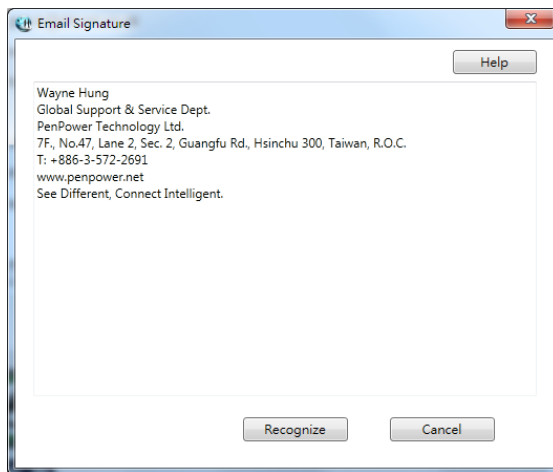 Email Signature
Help
Wayne Hung
Global Support & Service Dept.
PenPower Technology Ltd.
7F., No.47, Lane 2, Sec. 2, Guangfu Rd., Hsinchu 300, Taiwan, R.O.C.
T: +886-3-572-2691
www.penpower.net
See Different, Connect Intelligent.
Recognize
Cancel